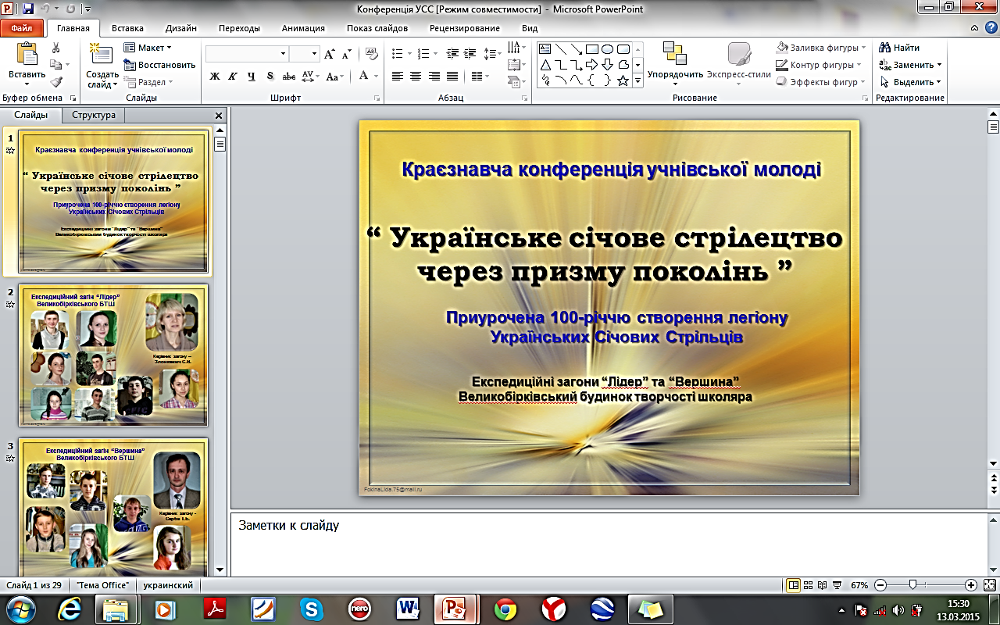 Конференція УСС [Режим совместимости] - Microsoft PowerPoint
Файл Главная Вставка Дизайн Переходы Анимация Показ слайдов Рецензирование Вид
Вставить
Буфер обмена
Создать слайд
Макет
Восстановить
Раздел
Слайды
Ж К Ч S abc AV Aa A
Шрифт
Абзац
Упорядочить
Экспресс-стили
Заливка фигуры
Контур фигуры
Эффекты фигур
Рисование
Найти
Заменить
Выделить
Редактирование
Слайды Структура
1
Краєзнавча конференція учнівської молоді
“ Українське січове стрілецтво
через призму поколінь ”
Приурочена 100-річчю створення легіону
Українських Січових Стрільців
Експедиційні загони “Лідер” та “Вершина”
Великобірківський будинок творчості школяра
2
Експедиційний загін “Лідер”
Великобірківського БТШ
Керівник загону –
3
Експедиційний загін “Вершина”
Великобірківського БТШ
Керівник загону -
Краєзнавча конференція учнівської молоді
“ Українське січове стрілецтво
через призму поколінь ”
Приурочена 100-річчю створення легіону
Українських Січових Стрільців
Експедиційні загони “Лідер” та “Вершина”
Великобірківський будинок творчості школяра
FokinaLida.75@mail.ru
Заметки к слайду
Слайд 1 из 29 "Тема Office" украинский 67%
nero
15:30
13.03.2015